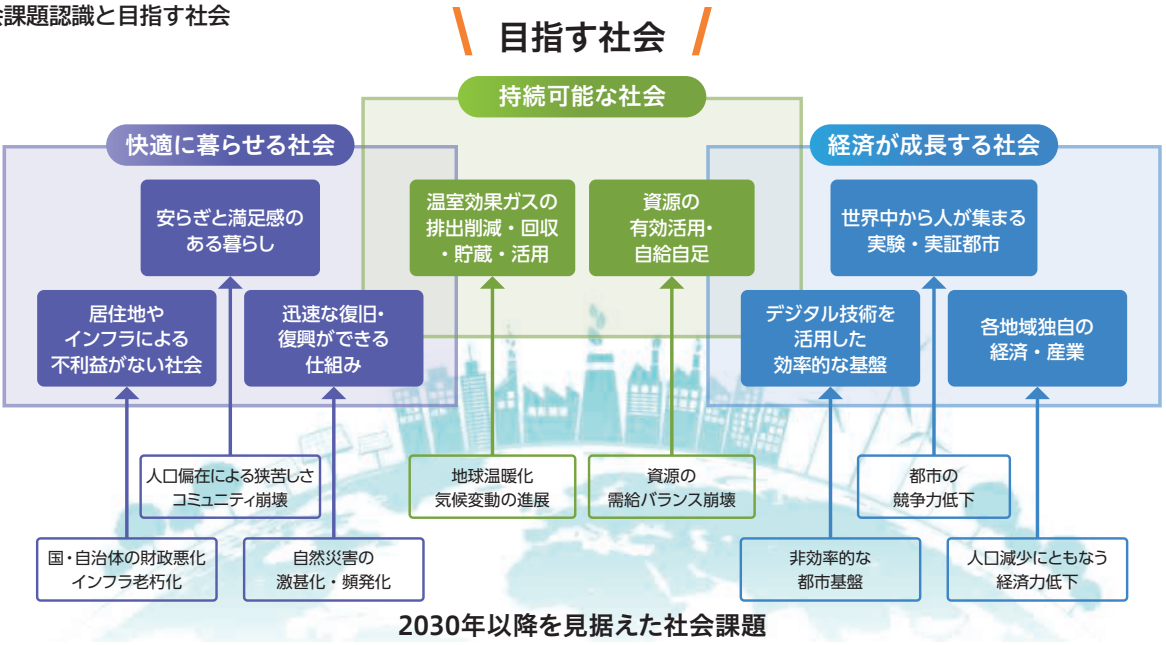 会課題認識と目指す社会
目指す社会
持続可能な社会
快適に暮らせる社会
経済が成長する社会
安らぎと満足感の
ある暮らし
居住地や
インフラによる
不利益がない社会
迅速な復旧・
復興ができる
仕組み
温室効果ガスの
排出削減・回収
・貯蔵・活用
資源の
有効活用・
自給自足
世界中から人が集まる
実験・実証都市
デジタル技術を
活用した
効率的な基盤
各地域独自の
経済・産業
人口偏在による狭苦しさ
コミュニティ崩壊
国・自治体の財政悪化
インフラ老朽化
自然災害の
激甚化・頻発化
地球温暖化
気候変動の進展
資源の
需給バランス崩壊
都市の
競争力低下
非効率的な
都市基盤
人口減少にともなう
経済力低下
2030年以降を見据えた社会課題